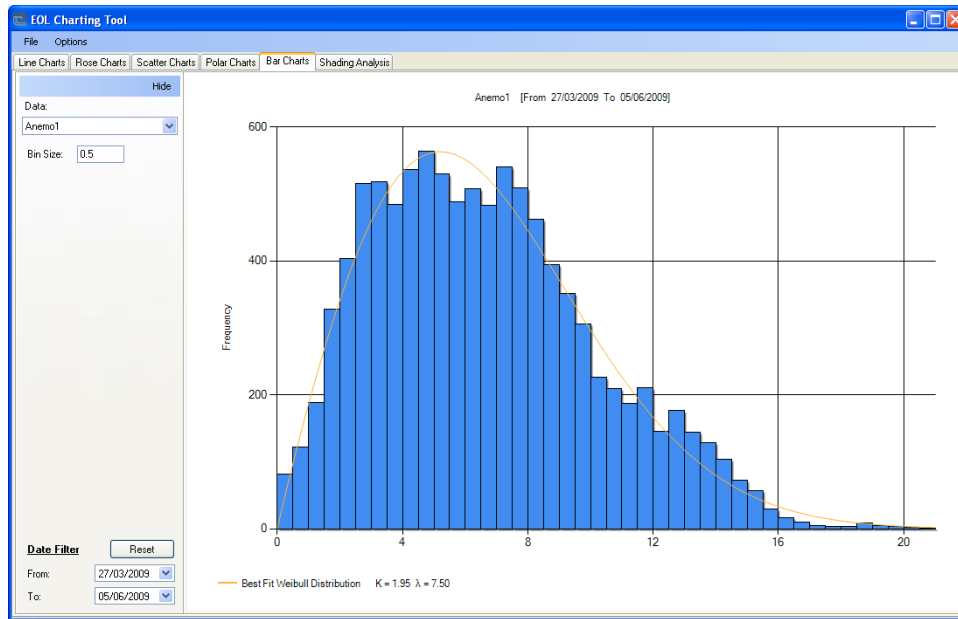 EOL Charting Tool
File Options
Line Charts Rose Charts Scatter Charts Polar Charts Bar Charts Shading Analysis
Hide
Data:
Anemo1
Bin Size: 0.5
Date Filter Reset
From: 27/03/2009
To: 05/06/2009
Anemo1 [From 27/03/2009 To 05/06/2009]
Frequency
600
400
200
0
0 4 8 12 16 20
Best Fit Weibull Distribution K = 1.95 λ = 7.50